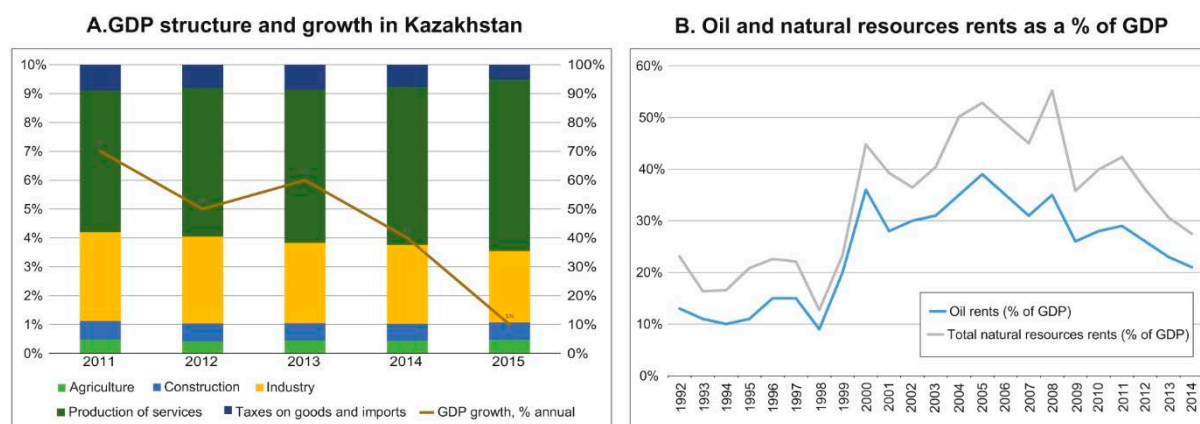 A.GDP structure and growth in Kazakhstan
10% 100%
9% 90%
8% 80%
7% 70%
6% 60%
5% 50%
4% 40%
3% 30%
2% 20%
1% 10%
0% 0%
1%
2011 2012 2013 2014 2015
Agriculture Construction Industry
Production of services Taxes on goods and imports GDP growth, % annual
B. Oil and natural resources rents as a % of GDP
60%
50%
40%
30%
20%
10%
0%
Oil rents (% of GDP)
Total natural resources rents (% of GDP)
1992 1993 1994 1995 1996 1997 1998 1999 2000 2001 2002 2003 2004 2005 2006 2007 2008 2009 2010 2011 2012 2013 2014